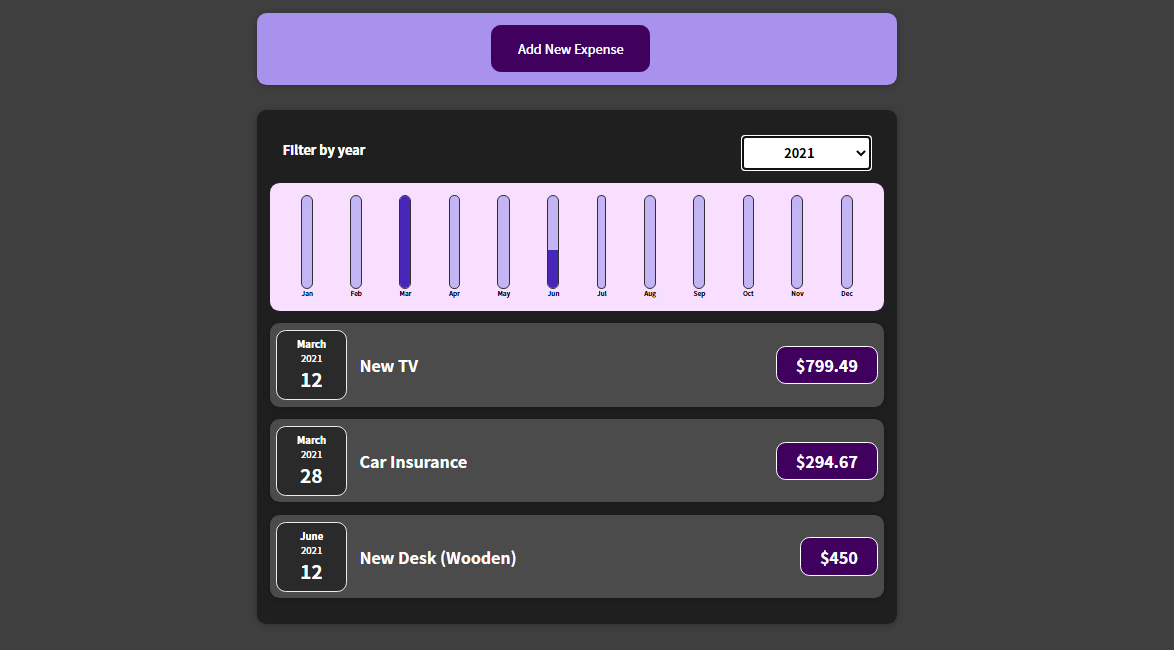 Add New Expense
Filter by year
2021
Jan Feb Mar Apr May Jun Jul Aug Sep Oct Nov Dec
March
2021
12
New TV
$799.49
March
2021
28
Car Insurance
$294.67
June
2021
12
New Desk (Wooden)
$450